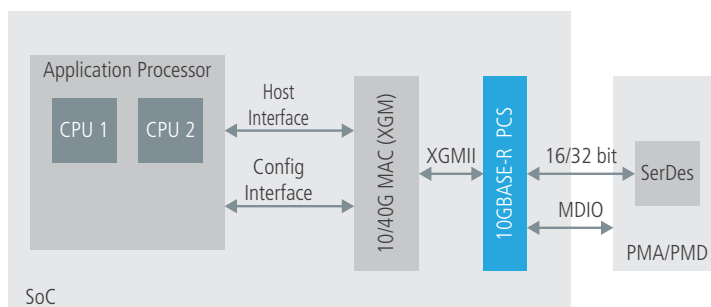 Application Processor
CPU 1
CPU 2
Host
Interface
Config
Interface
10/40G MAC (XGM)
XGMII
10GBASE-R PCS
16/32 bit
MDIO
SerDes
PMA/PMD
SoC